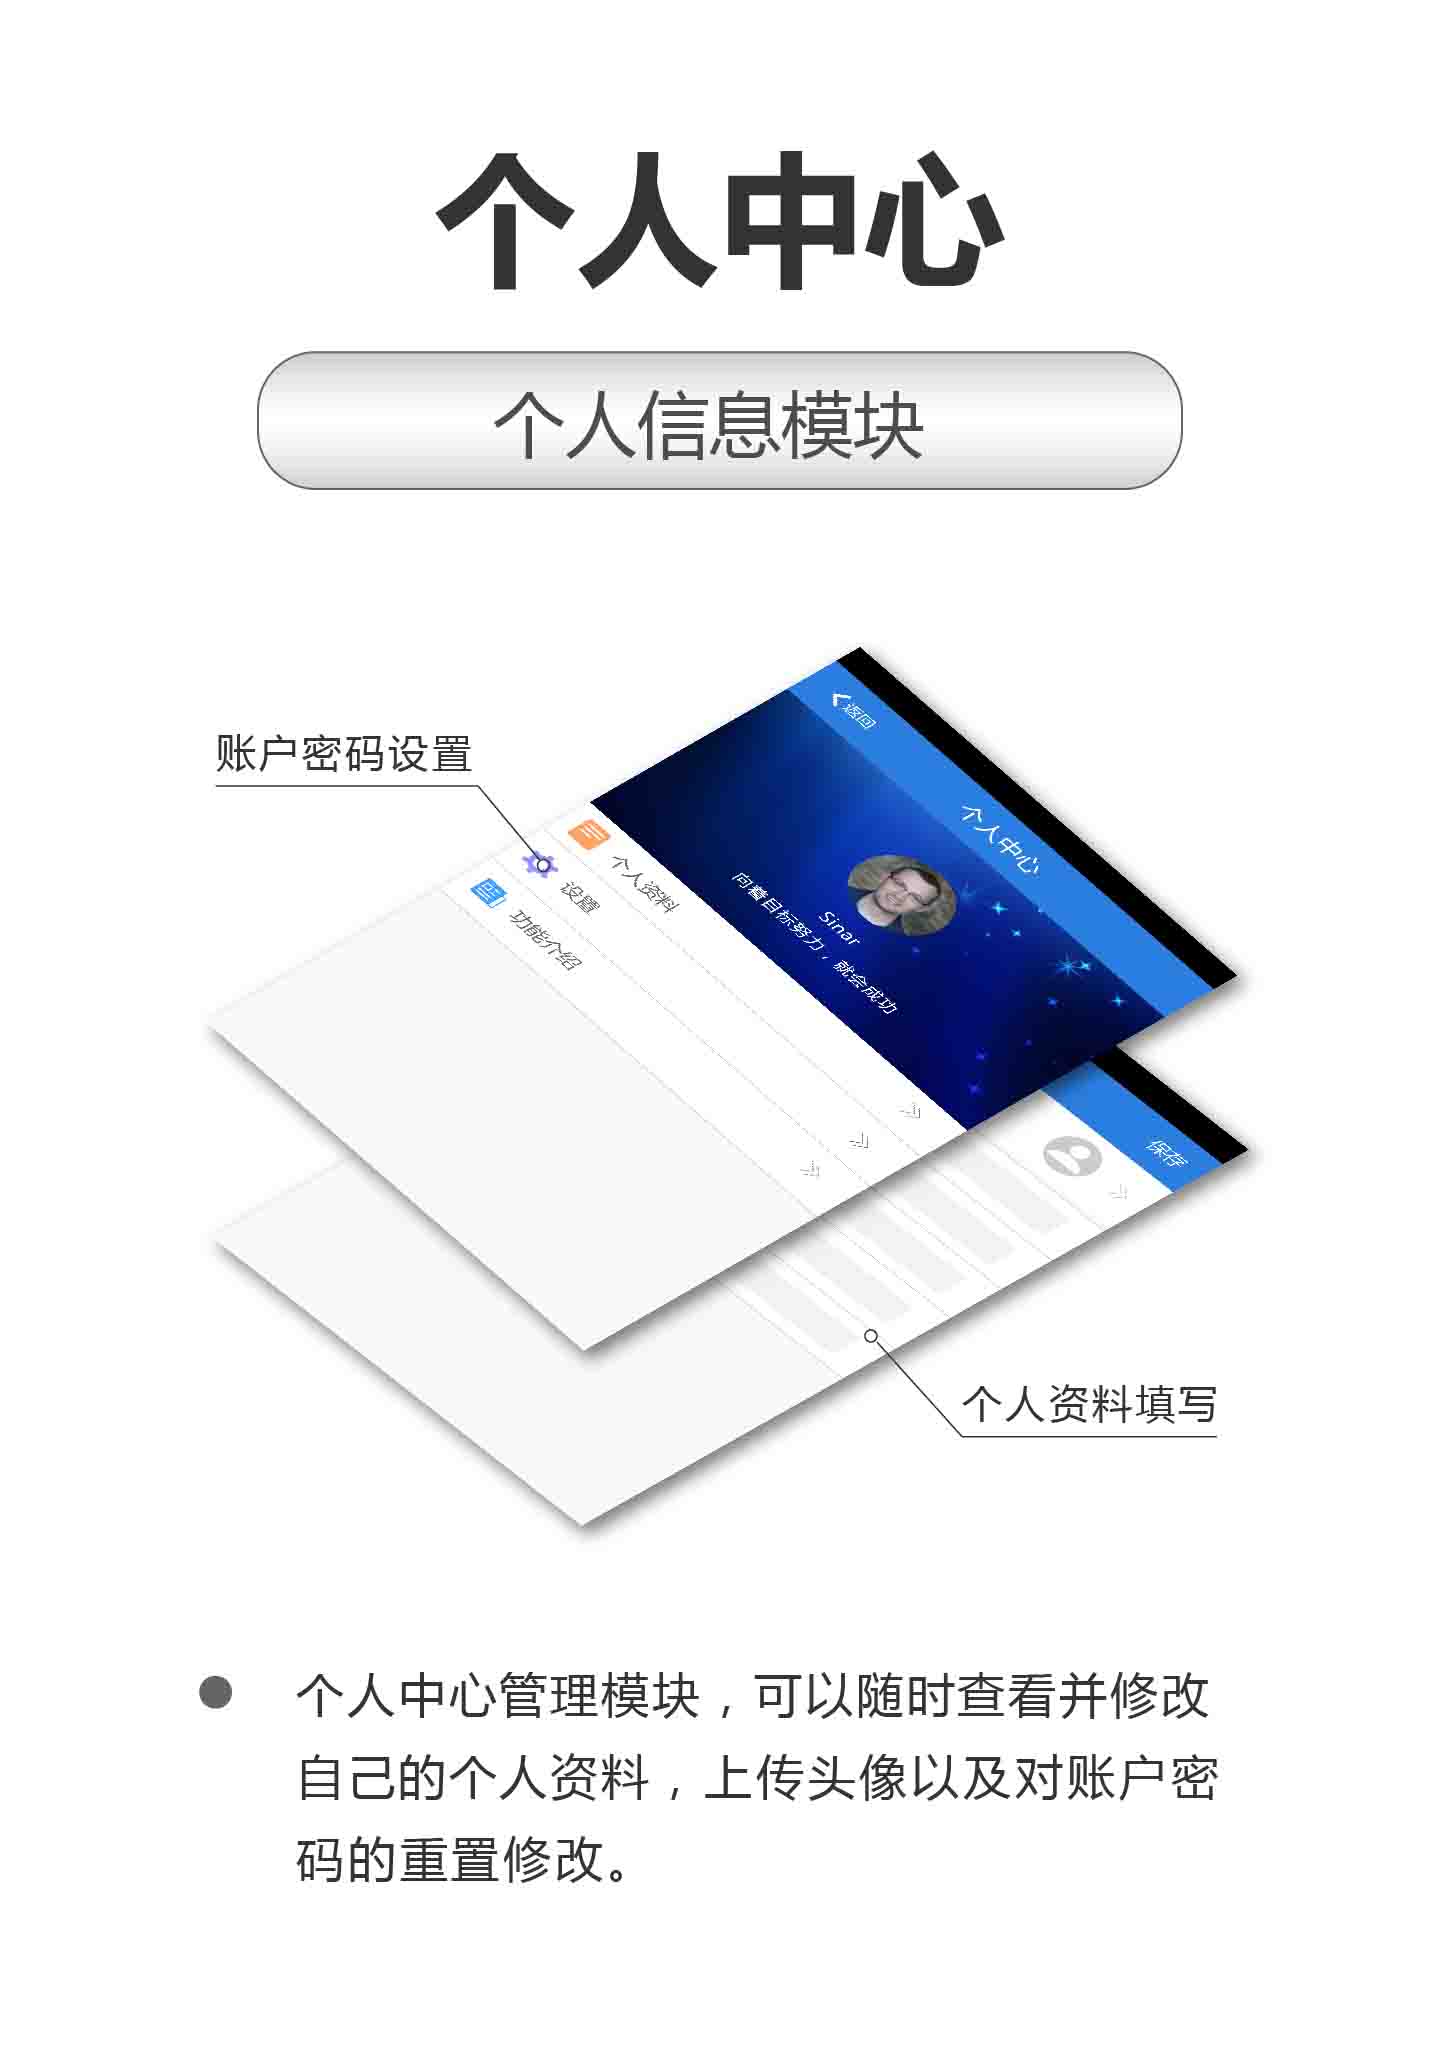 个人中心
个人信息模块
账户密码设置
返回
个人中心
Sinar
向着目标努力，就会成功
个人资料
设置
功能介绍
保存
个人资料填写
个人中心管理模块，可以随时查看并修改
自己的个人资料，上传头像以及对账户密
码的重置修改。